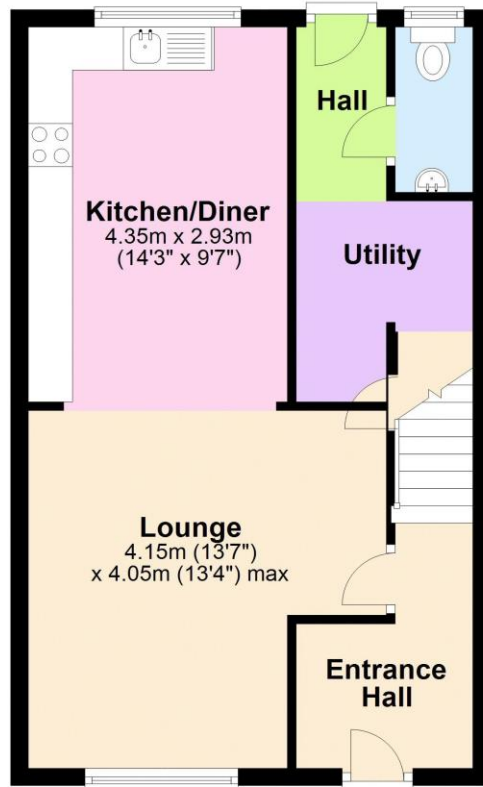 Hall
Kitchen/Diner
4.35m x 2.93m
(14'3" x 9'7")
Utility
Lounge
4.15m (13'7")
x 4.05m (13'4") max
Entrance
Hall